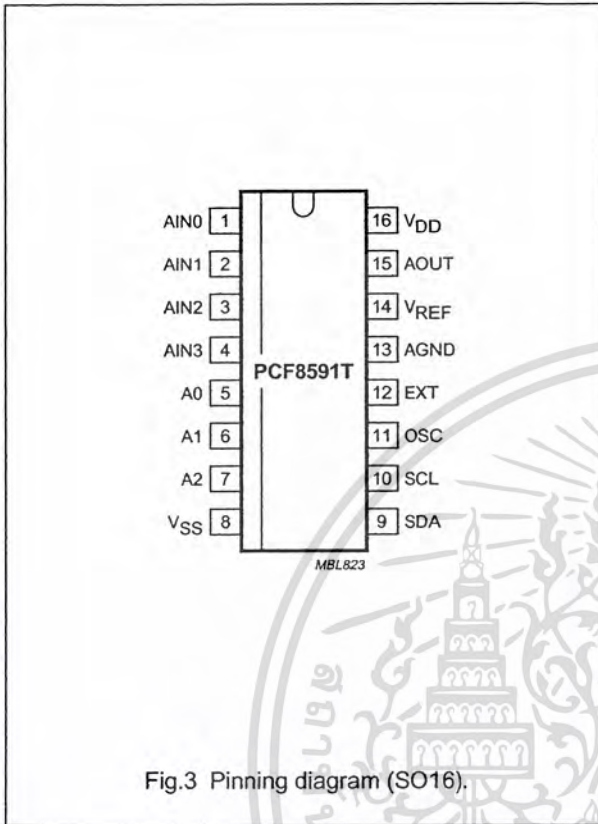 AIN0 1
AIN1 2
AIN2 3
AIN3 4
A0 5
A1 6
A2 7
VSS 8
PCF8591T
16 VDD
15 AOUT
14 VREF
13 AGND
12 EXT
11 OSC
10 SCL
9 SDA
MBL823
Fig.3 Pinning diagram (SO16).